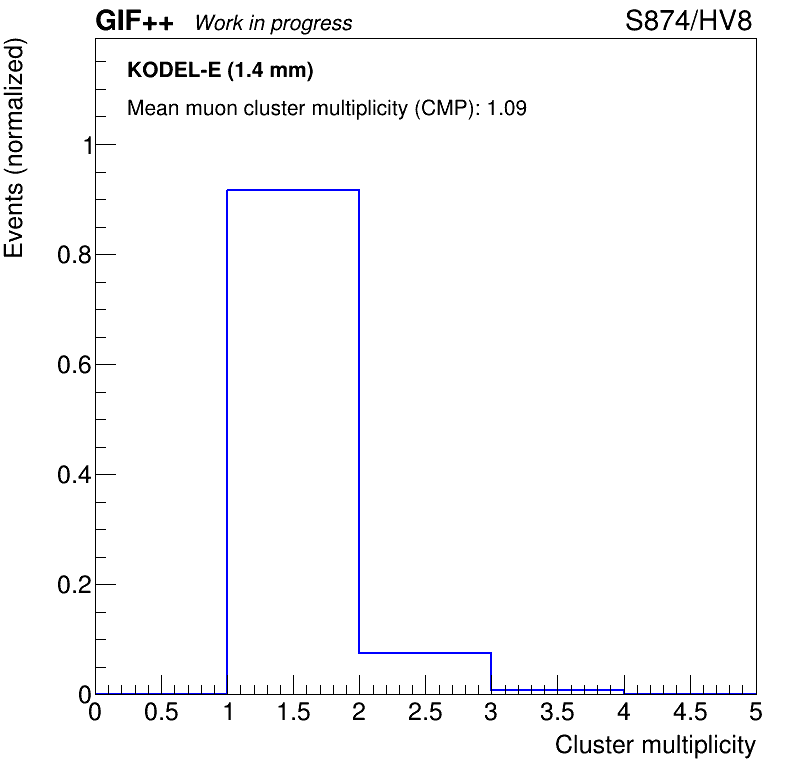 GIF++ Work in progress S874/HV8
KODEL-E (1.4 mm)
Mean muon cluster multiplicity (CMP): 1.09
Events (normalized)
1
0.8
0.6
0.4
0.2
0
0 0.5 1 1.5 2 2.5 3 3.5 4 4.5 5
Cluster multiplicity